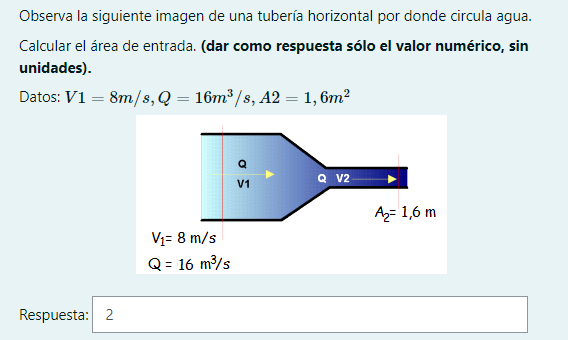 Observa la siguiente imagen de una tubería horizontal por donde circula agua.
Calcular el área de entrada. (dar como respuesta sólo el valor numérico, sin
unidades).
Datos: V1 = 8m/s, Q = 16m³/s, A2 = 1,6m²
Q
V1
Q V2
A₂= 1,6 m
V₁= 8 m/s
Q = 16 m³/s
Respuesta: 2